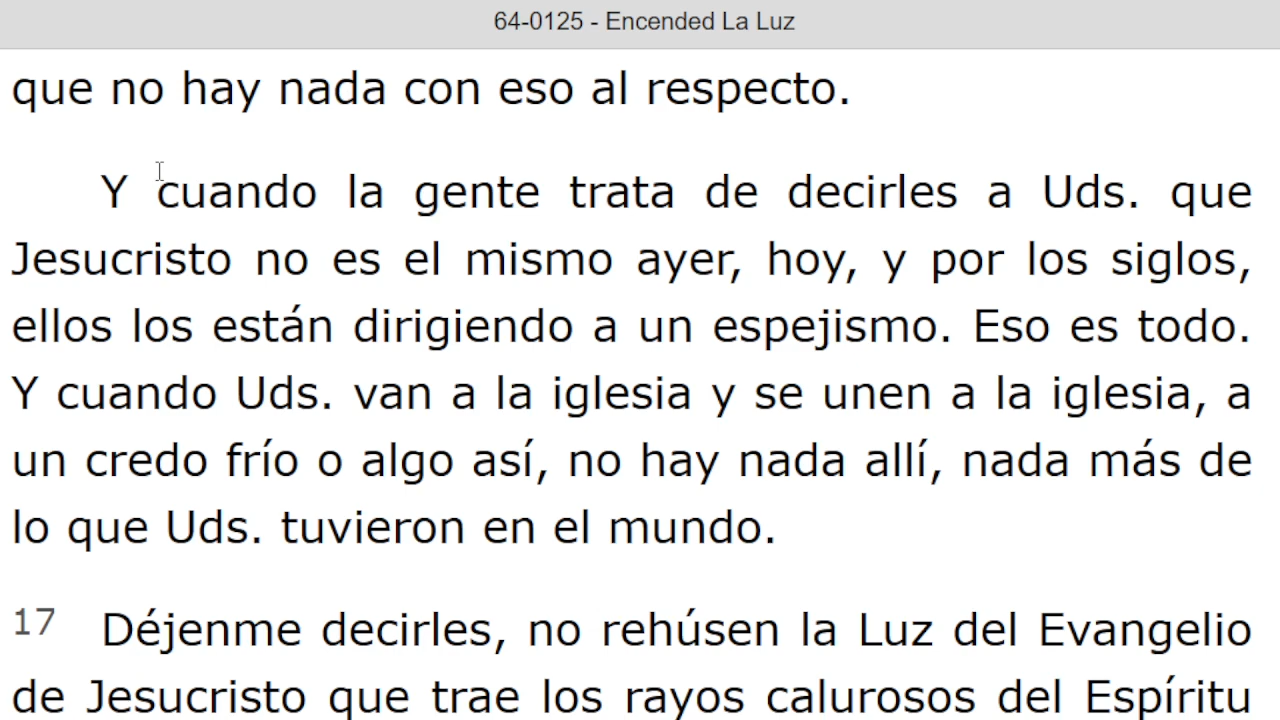 64-0125 - Encended La Luz
que no hay nada con eso al respecto.
Y cuando la gente trata de decirles a Uds. que
Jesucristo no es el mismo ayer, hoy, y por los siglos,
ellos los están dirigiendo a un espejismo. Eso es todo.
Y cuando Uds. van a la iglesia y se unen a la iglesia, a
un credo frío o algo así, no hay nada allí, nada más de
lo que Uds. tuvieron en el mundo.
17 Déjenme decirles, no rehúsen la Luz del Evangelio
de Jesucristo que trae los rayos calurosos del Espíritu